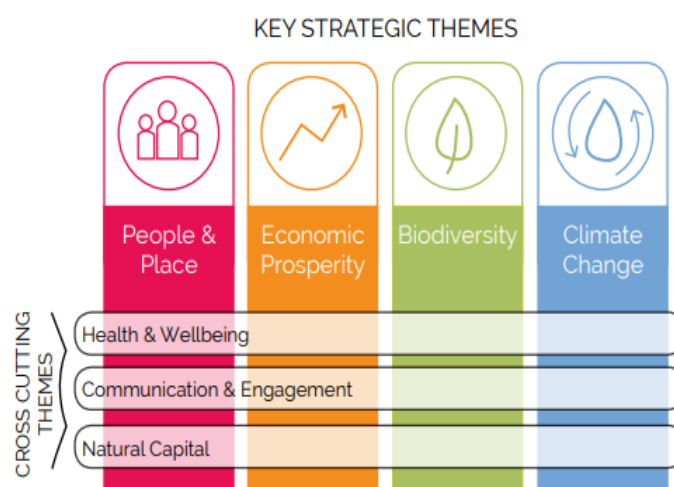 KEY STRATEGIC THEMES
People &
Place
Economic
Prosperity
Biodiversity
Climate
Change
CROSS CUTTING
THEMES
Health & Wellbeing
Communication & Engagement
Natural Capital